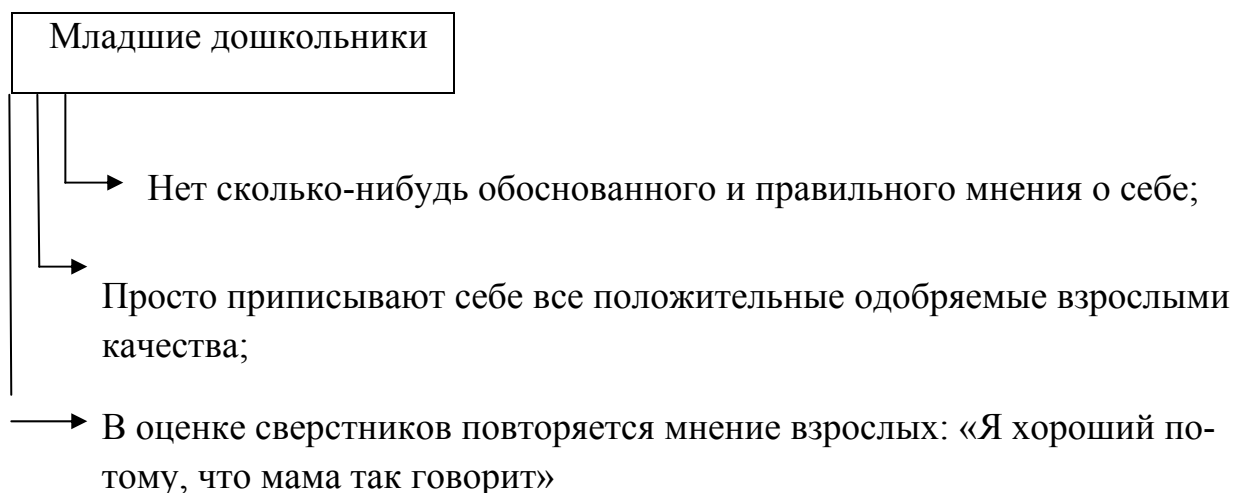 Младшие дошкольники
Нет сколько-нибудь обоснованного и правильного мнения о себе;
Просто приписывают себе все положительные одобряемые взрослыми
качества;
В оценке сверстников повторяется мнение взрослых: «Я хороший по-
тому, что мама так говорит»